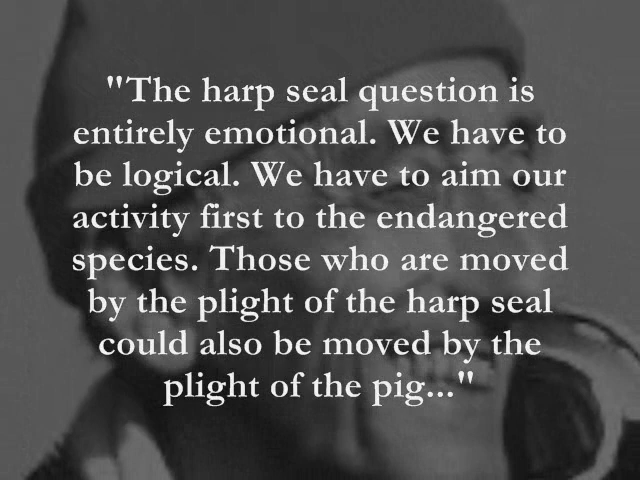 "The harp seal question is
entirely emotional. We have to
be logical. We have to aim our
activity first to the endangered
species. Those who are moved
by the plight of the harp seal
could also be moved by the
plight of the pig..."